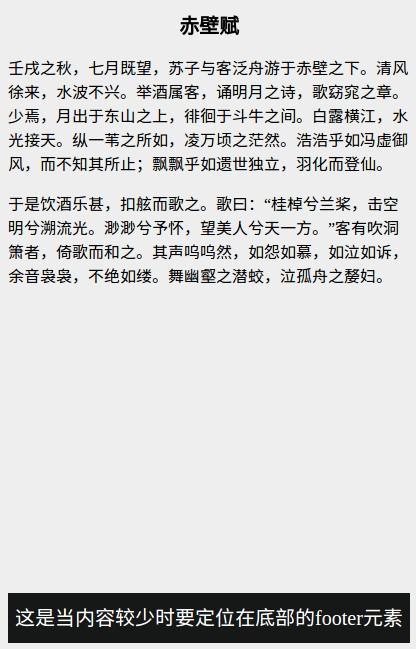 赤壁赋
壬戌之秋，七月既望，苏子与客泛舟游于赤壁之下。清风
徐来，水波不兴。举酒属客，诵明月之诗，歌窈窕之章。
少焉，月出于东山之上，徘徊于斗牛之间。白露横江，水
光接天。纵一苇之所如，凌万顷之茫然。浩浩乎如冯虚御
风，而不知其所止；飘飘乎如遗世独立，羽化而登仙。
于是饮酒乐甚，扣舷而歌之。歌曰：“桂棹兮兰桨，击空
明兮溯流光。渺渺兮予怀，望美人兮天一方。”客有吹洞
箫者，倚歌而和之。其声呜呜然，如怨如慕，如泣如诉，
余音袅袅，不绝如缕。舞幽壑之潜蛟，泣孤舟之嫠妇。
这是当内容较少时要定位在底部的footer元素